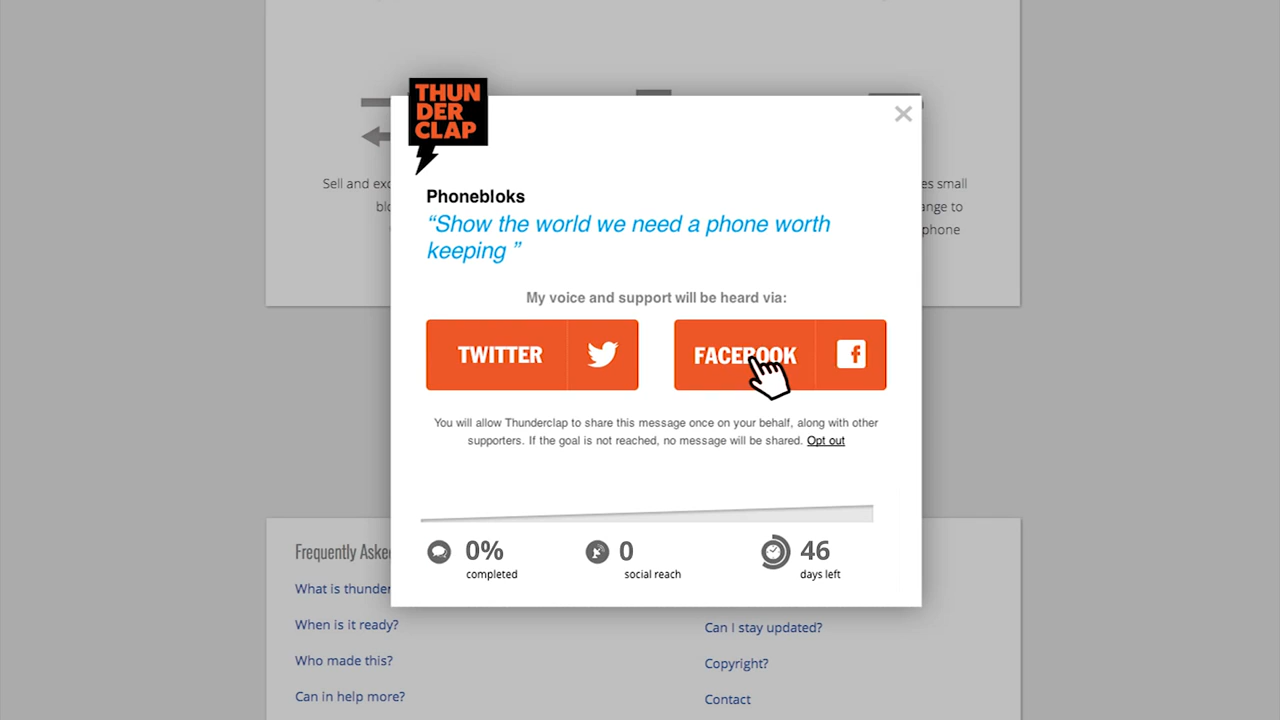 THUN
DER
CLAP
Sell and exc
blo
es small
ange to
phone
Phonebloks
“Show the world we need a phone worth
keeping ”
My voice and support will be heard via:
TWITTER
FACEBOOK
You will allow Thunderclap to share this message once on your behalf, along with other
supporters. If the goal is not reached, no message will be shared. Opt out
0%
completed
0
social reach
46
days left
Frequently Aske
What is thunder
When is it ready?
Who made this?
Can in help more?
Can I stay updated?
Copyright?
Contact